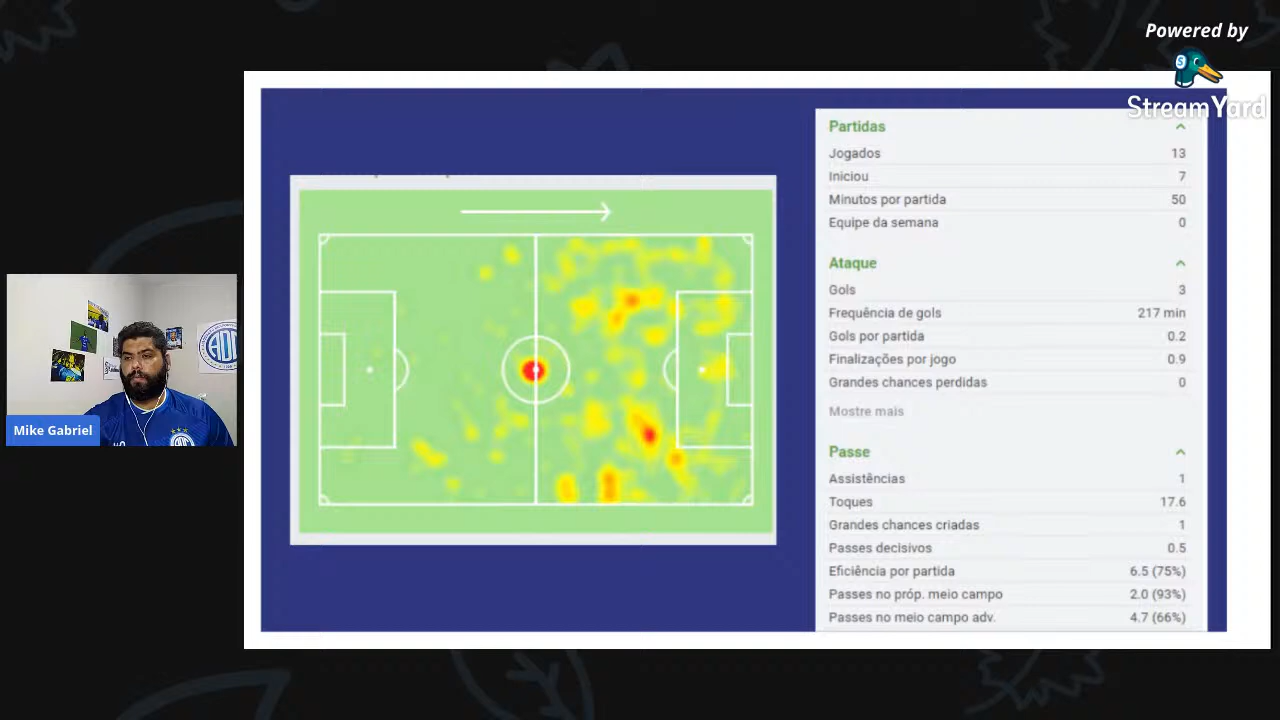 Powered by
StreamYard
Partidas
Jogados 13
Iniciou 7
Minutos por partida 50
Equipe da semana 0
Ataque
Gols 3
Frequência de gols 217 min
Gols por partida 0.2
Finalizações por jogo 0.9
Grandes chances perdidas 0
Mostre mais
Passe
Assistências 1
Toques 17.6
Grandes chances criadas 1
Passes decisivos 0.5
Eficiência por partida 6.5 (75%)
Passes no próp. meio campo 2.0 (93%)
Passes no meio campo adv. 4.7 (66%)
Mike Gabriel